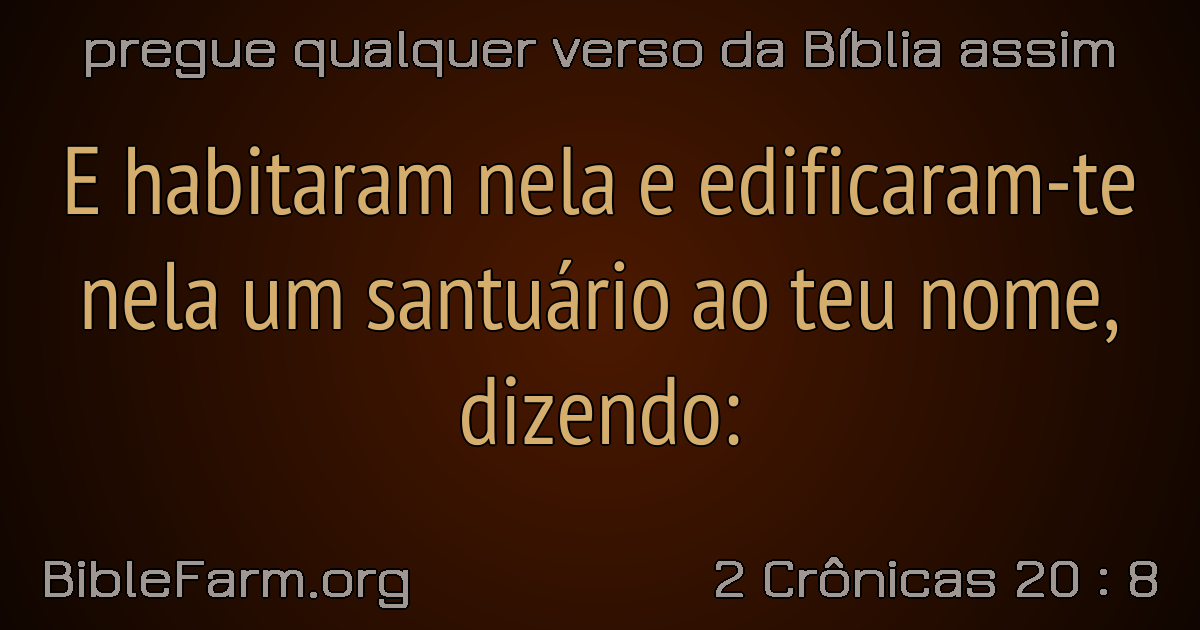 pregue qualquer verso da Bíblia assim
E habitaram nela e edificaram-te
nela um santuário ao teu nome,
dizendo:
BibleFarm.org
2 Crônicas 20 : 8